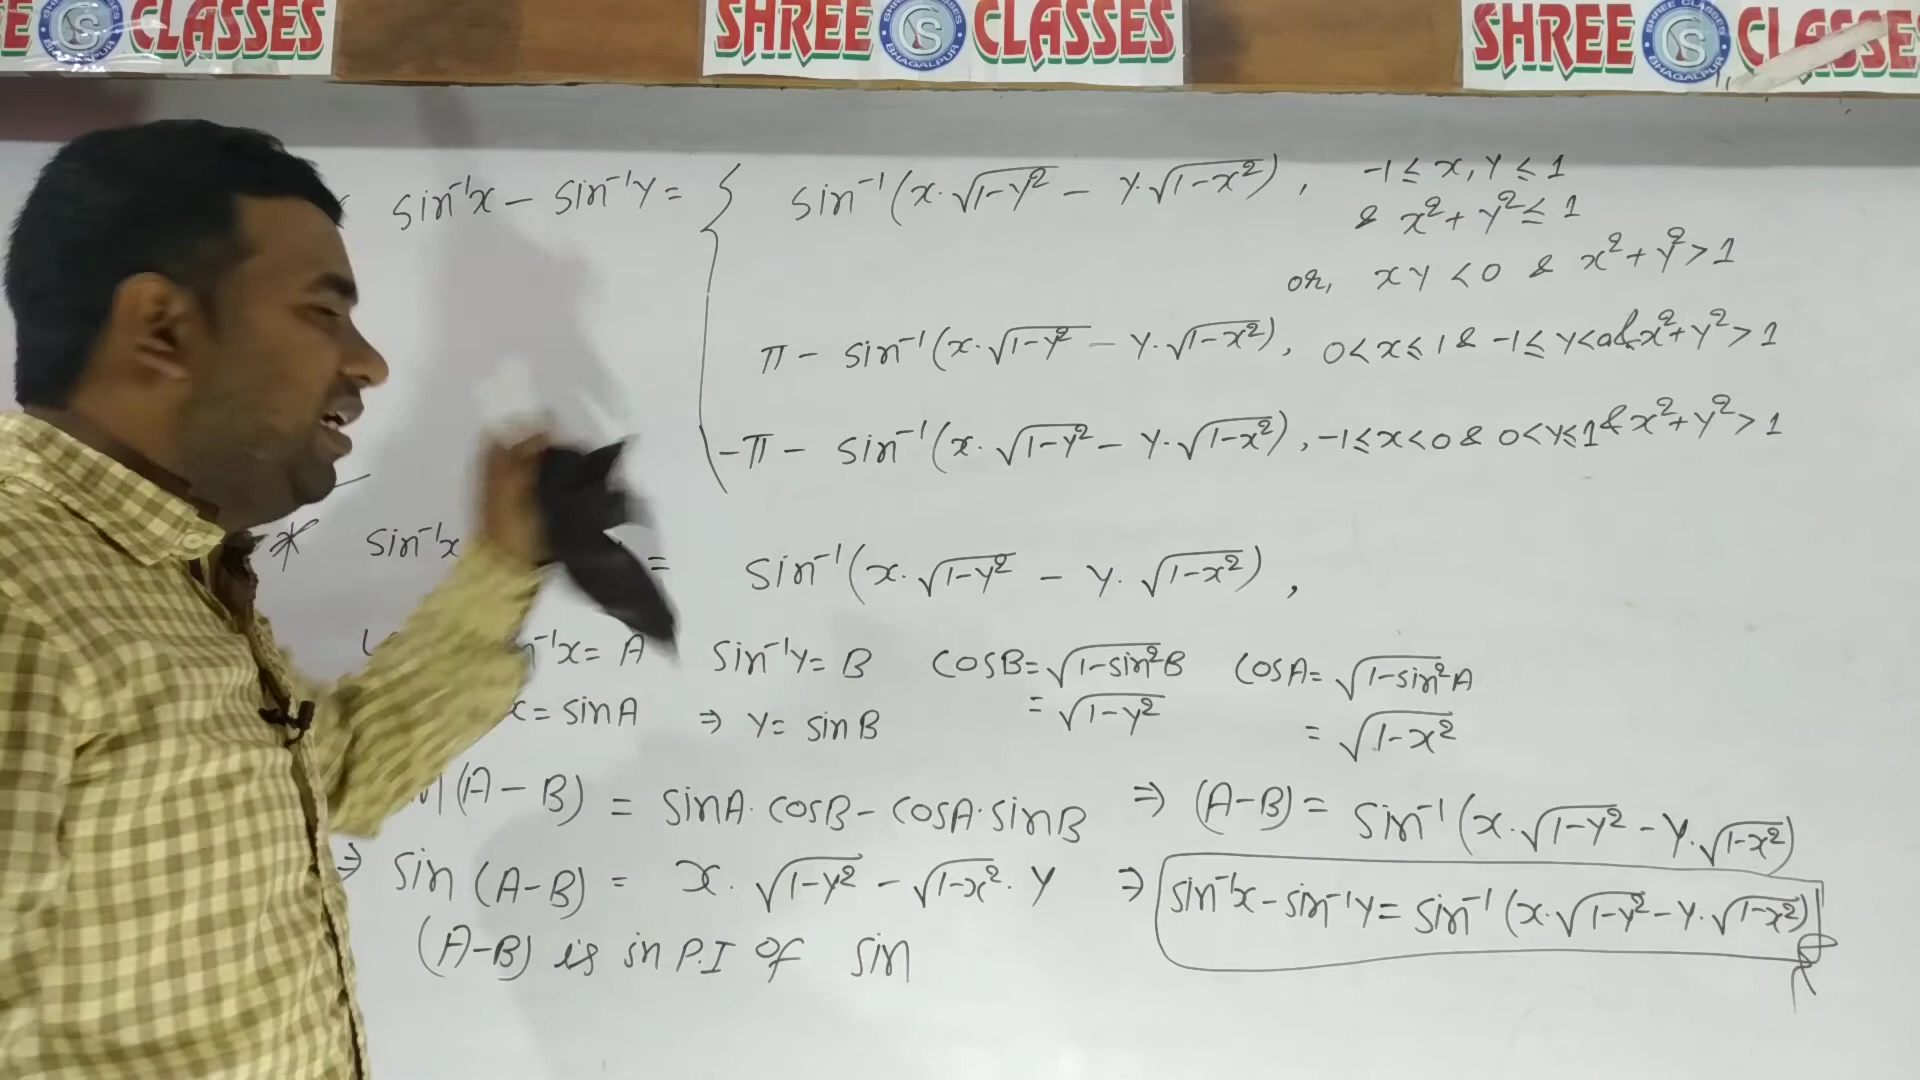 CLASSES SHREE CLASSES SHREE CLASSE
SHREE CLASSES BHAGALPUR
sin⁻¹x − sin⁻¹y = { sin⁻¹(x·√(1−y²) − y·√(1−x²)), −1 ≤ x, y ≤ 1
& x² + y² ≤ 1
or, xy < 0 & x² + y² > 1
π − sin⁻¹(x·√(1−y²) − y·√(1−x²)), 0 < x ≤ 1 & −1 ≤ y < 0 & x² + y² > 1
−π − sin⁻¹(x·√(1−y²) − y·√(1−x²)), −1 ≤ x < 0 & 0 < y ≤ 1 & x² + y² > 1
* sin⁻¹x = sin⁻¹(x·√(1−y²) − y·√(1−x²)),
n⁻¹x = A sin⁻¹y = B cosB = √(1−sin²B) cosA = √(1−sin²A)
x = sinA ⇒ y = sinB = √(1−y²) = √(1−x²)
(A − B) = sinA·cosB − cosA·sinB ⇒ (A−B) = sin⁻¹(x·√(1−y²) − y·√(1−x²))
⇒ sin(A−B) = x·√(1−y²) − √(1−x²)·y ⇒ sin⁻¹x − sin⁻¹y = sin⁻¹(x·√(1−y²) − y·√(1−x²))
(A−B) is in P.I of sin